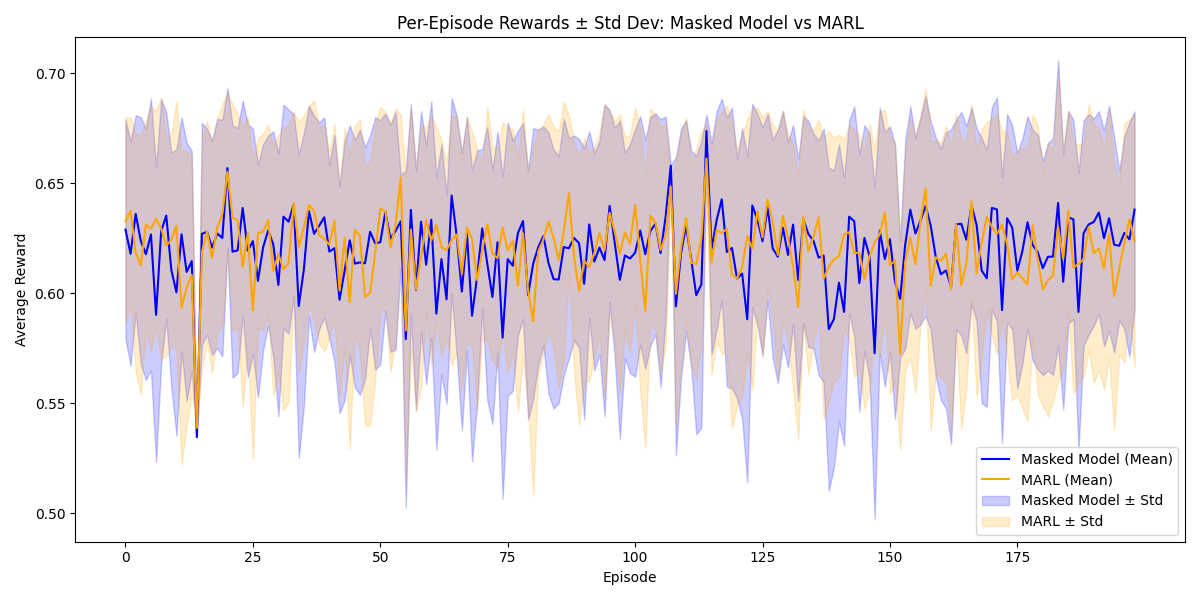 Per-Episode Rewards ± Std Dev: Masked Model vs MARL
Average Reward
0.70
0.65
0.60
0.55
0.50
0
25
50
75
100
125
150
175
Episode
Masked Model (Mean)
MARL (Mean)
Masked Model ± Std
MARL ± Std